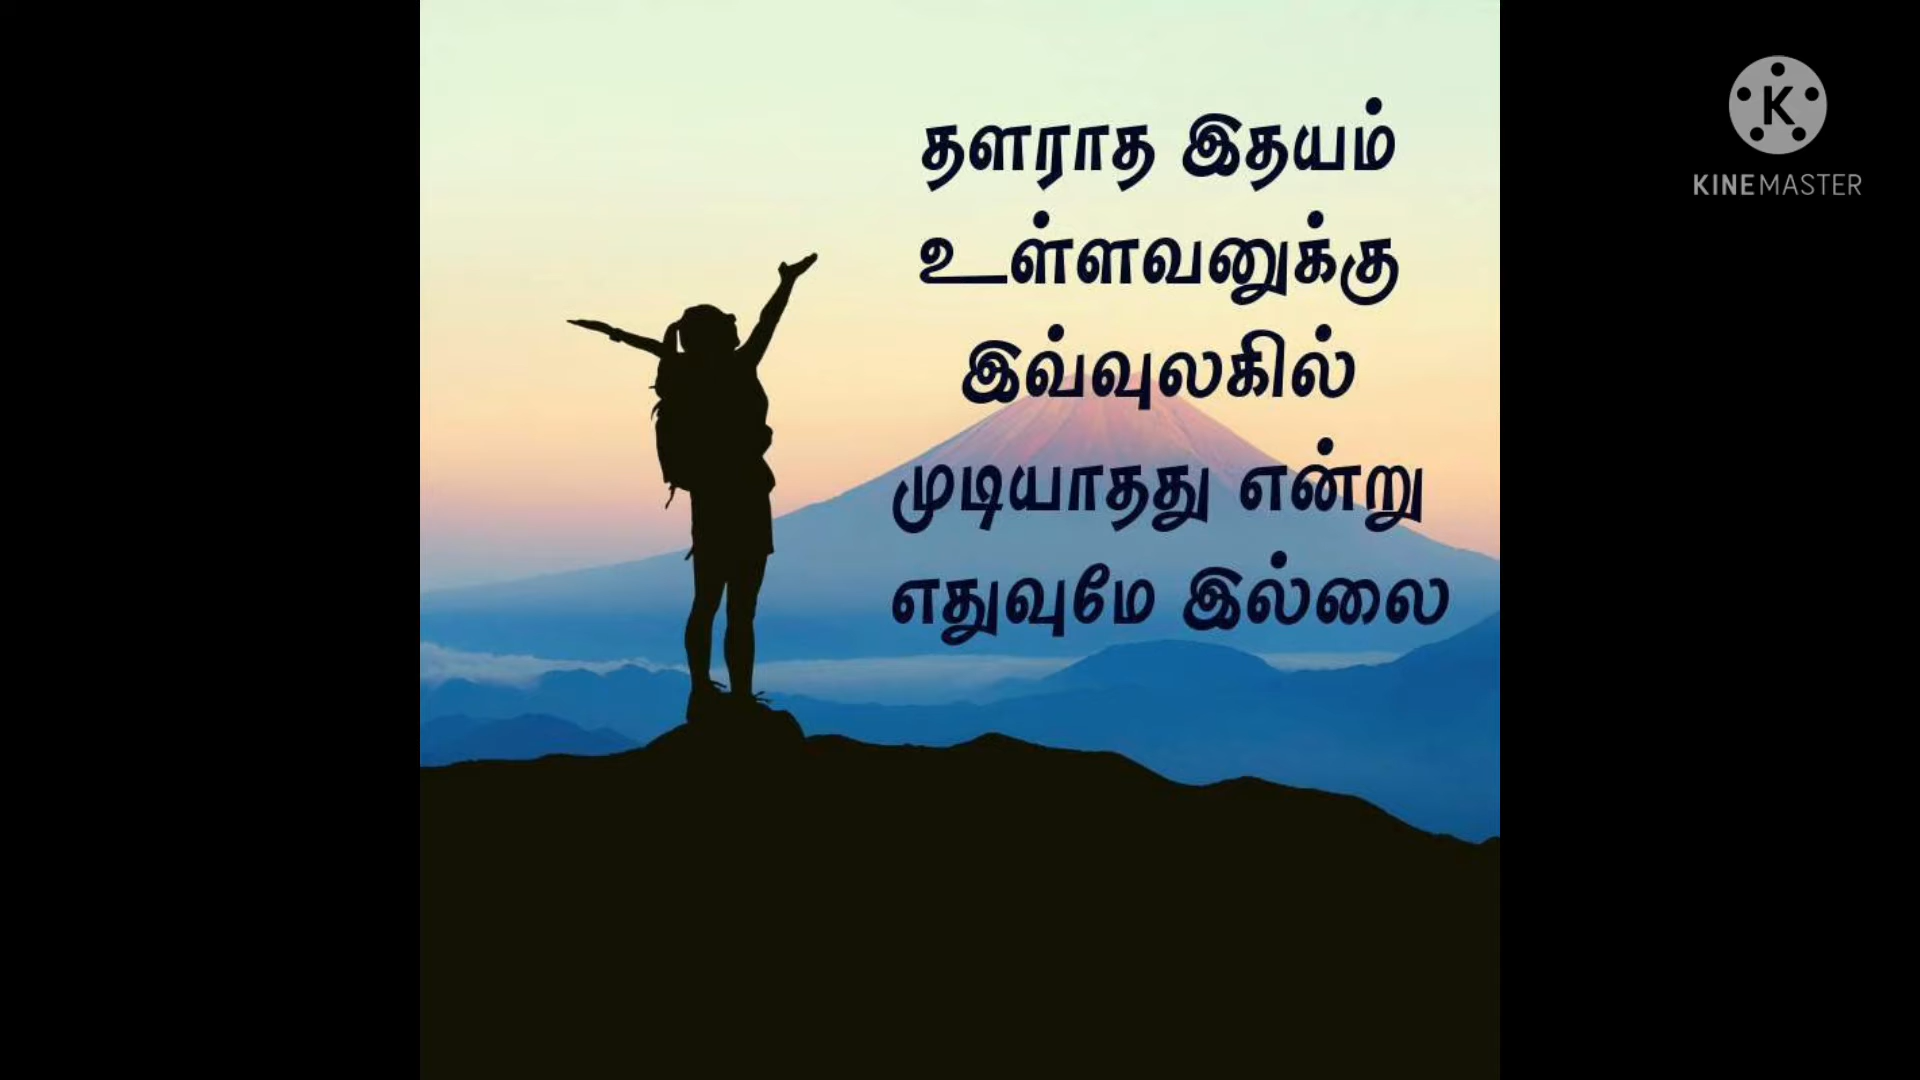 தளராத இதயம்
உள்ளவனுக்கு
இவ்வுலகில்
முடியாதது என்று
எதுவுமே இல்லை
K
KINEMASTER